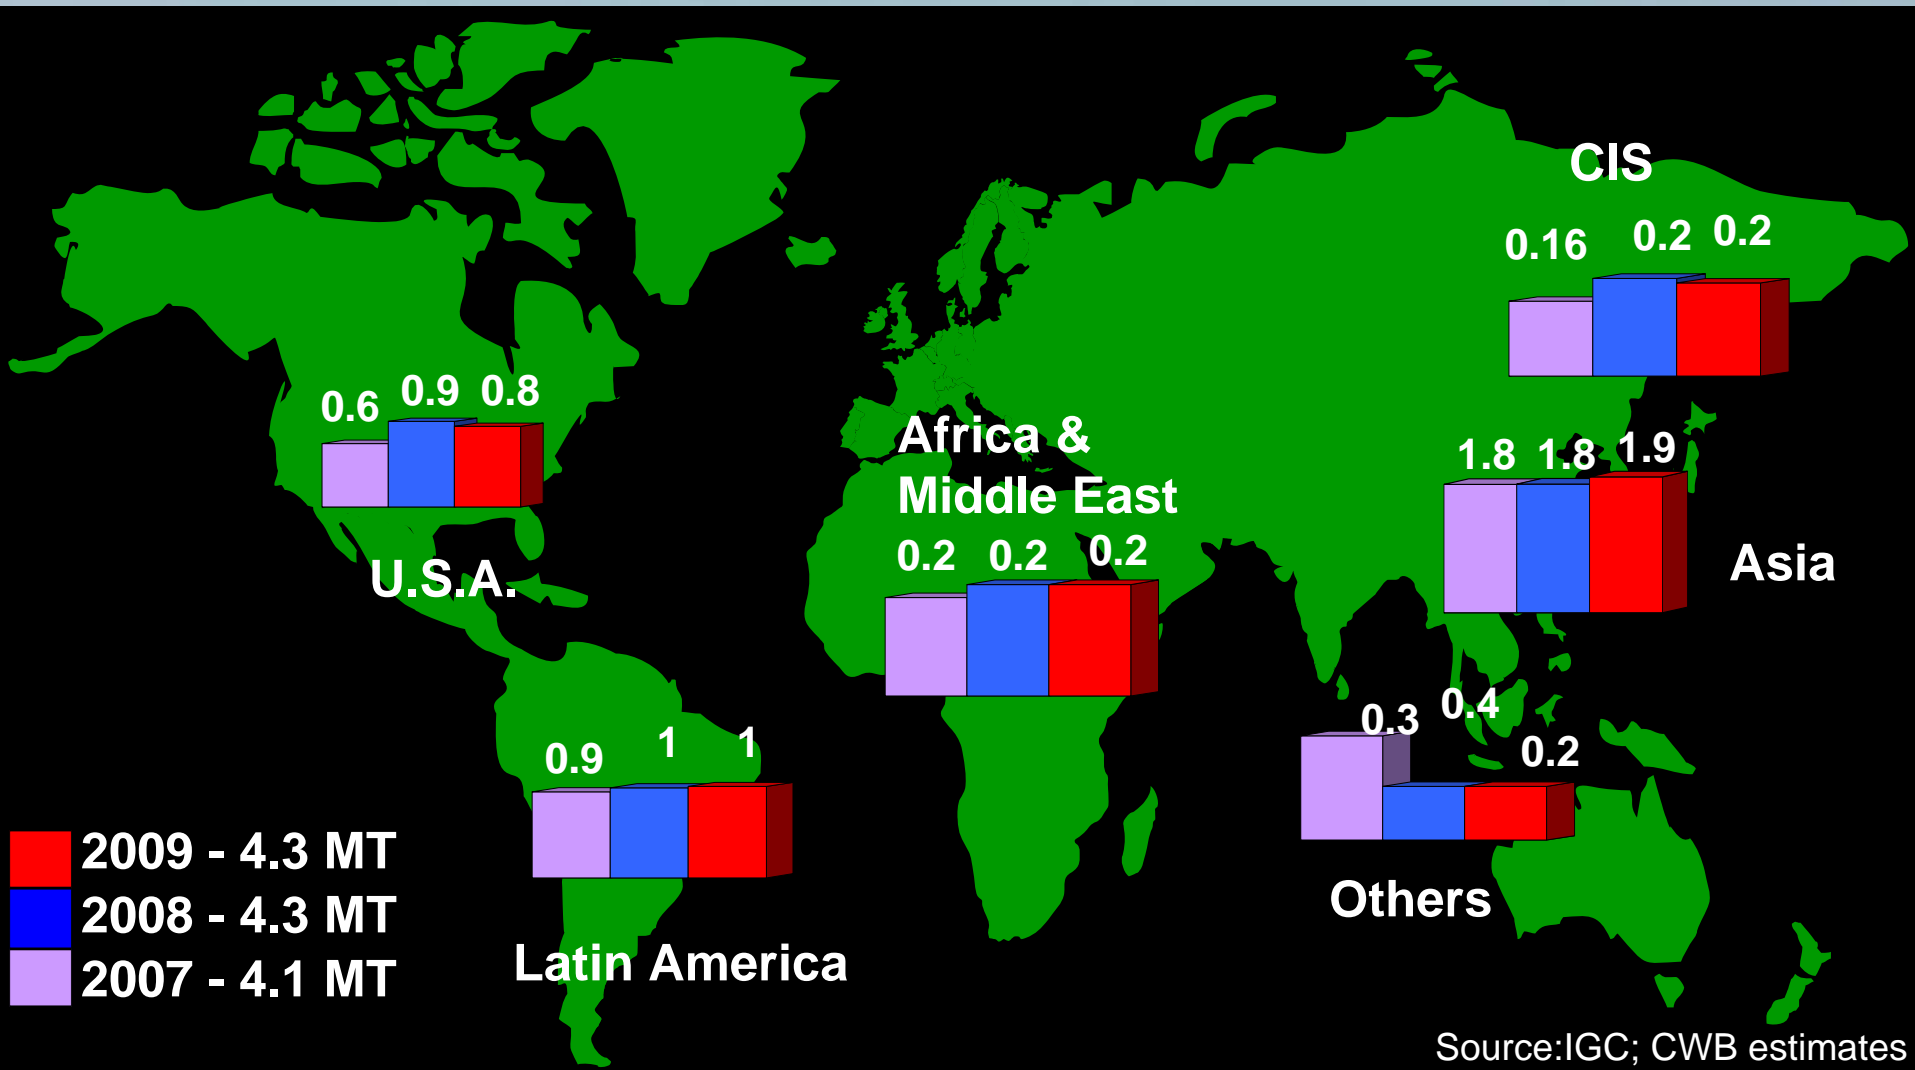 CIS
0.16 0.2 0.2
0.6 0.9 0.8
U.S.A.
Africa &
Middle East
0.2 0.2 0.2
1.8 1.8 1.9
Asia
0.9 1 1
Latin America
0.3 0.4 0.2
Others
2009 - 4.3 MT
2008 - 4.3 MT
2007 - 4.1 MT
Source:IGC; CWB estimates